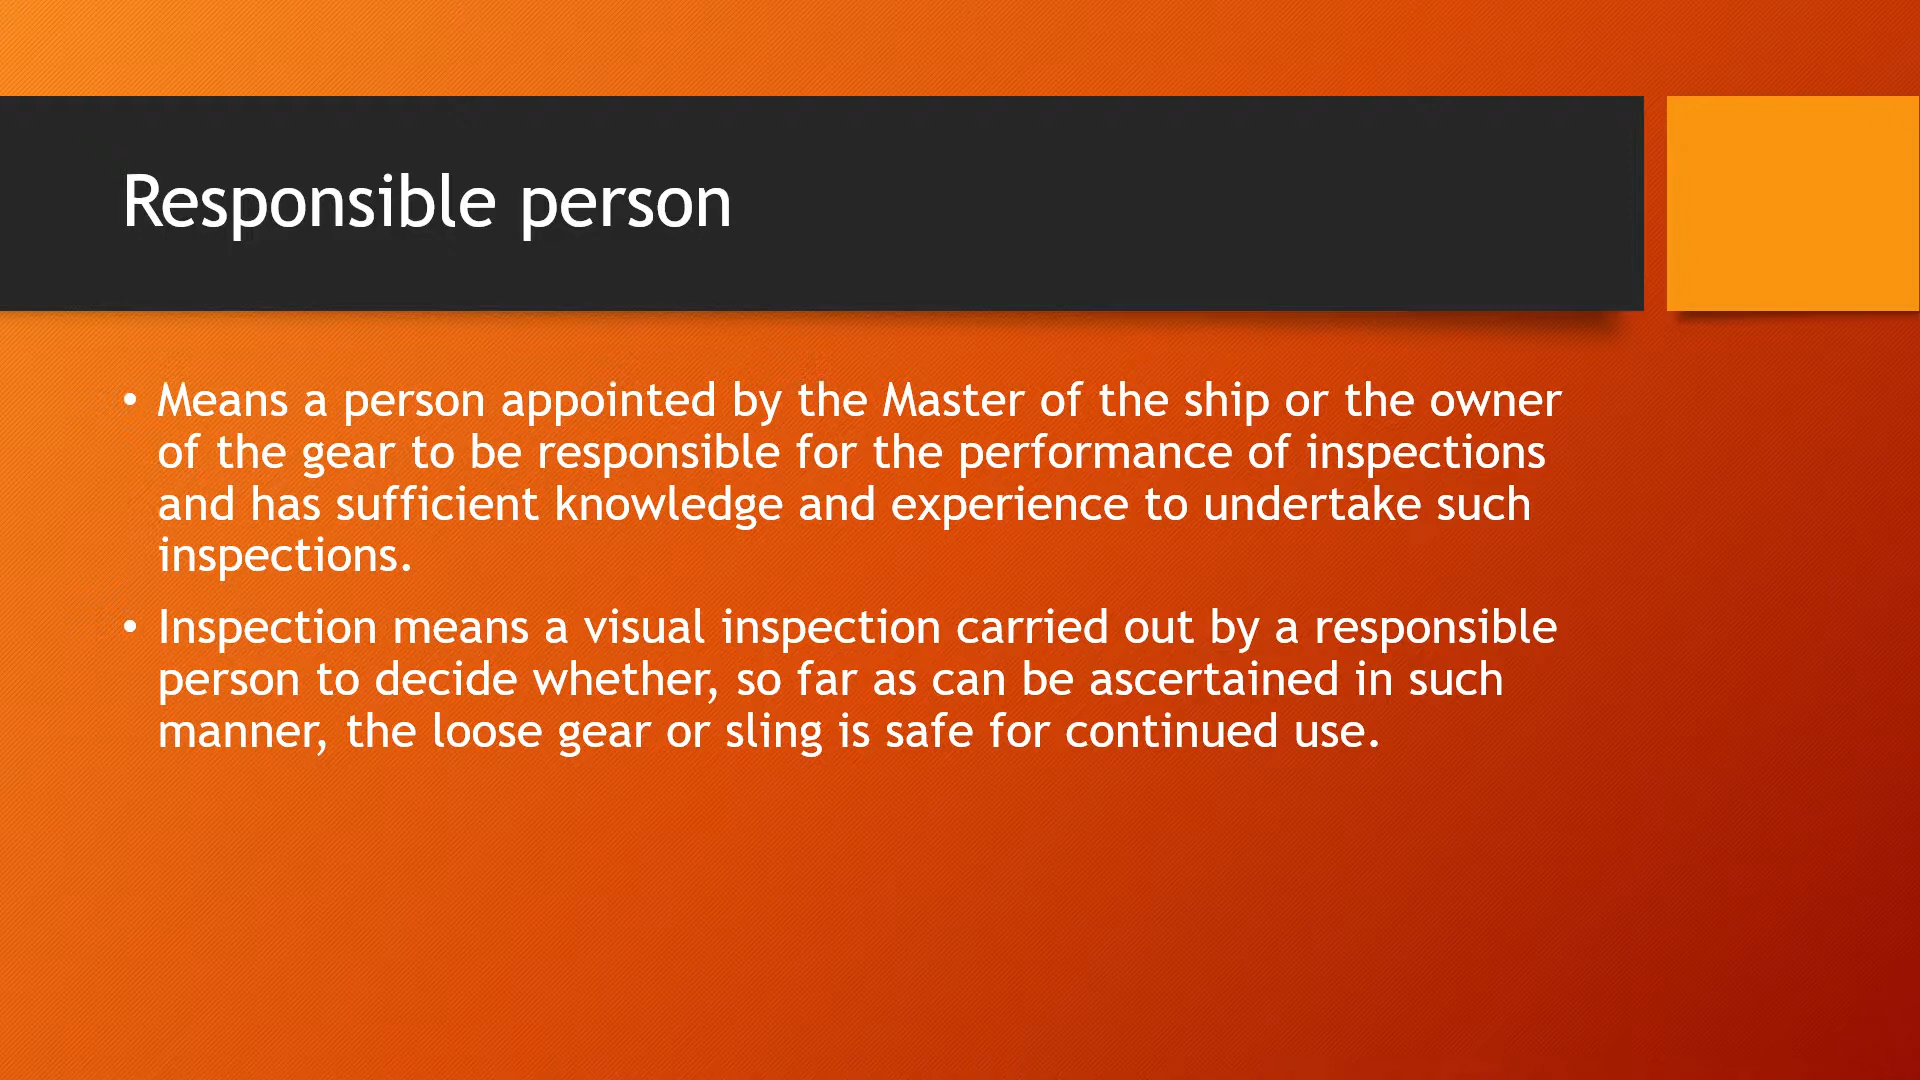 Responsible person
• Means a person appointed by the Master of the ship or the owner
of the gear to be responsible for the performance of inspections
and has sufficient knowledge and experience to undertake such
inspections.
• Inspection means a visual inspection carried out by a responsible
person to decide whether, so far as can be ascertained in such
manner, the loose gear or sling is safe for continued use.